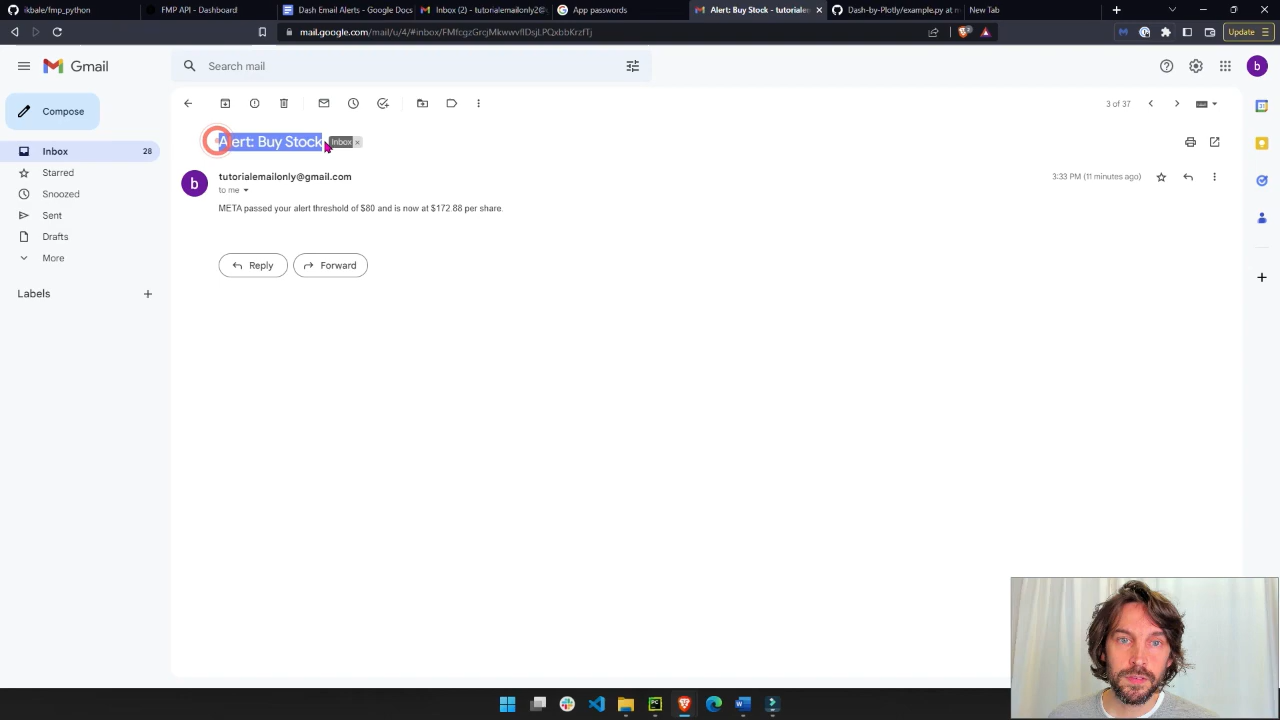 ikbale/fmp_python
FMP API - Dashboard
Dash Email Alerts - Google Docs
Inbox (2) - tutorialemailonly2@
App passwords
Alert: Buy Stock - tutoriale
Dash-by-Plotly/example.py at m
New Tab
mail.google.com/mail/u/4/#inbox/FMfcgzGrcjMkwwvflDsjLPQxbbKrzfTj
Update
Gmail
Search mail
b
Compose
3 of 37
Alert: Buy Stock
Inbox x
Inbox 28
b
tutorialemailonly@gmail.com
3:33 PM (11 minutes ago)
to me
Starred
Snoozed
META passed your alert threshold of $80 and is now at $172.88 per share.
Sent
Drafts
More
Reply
Forward
Labels